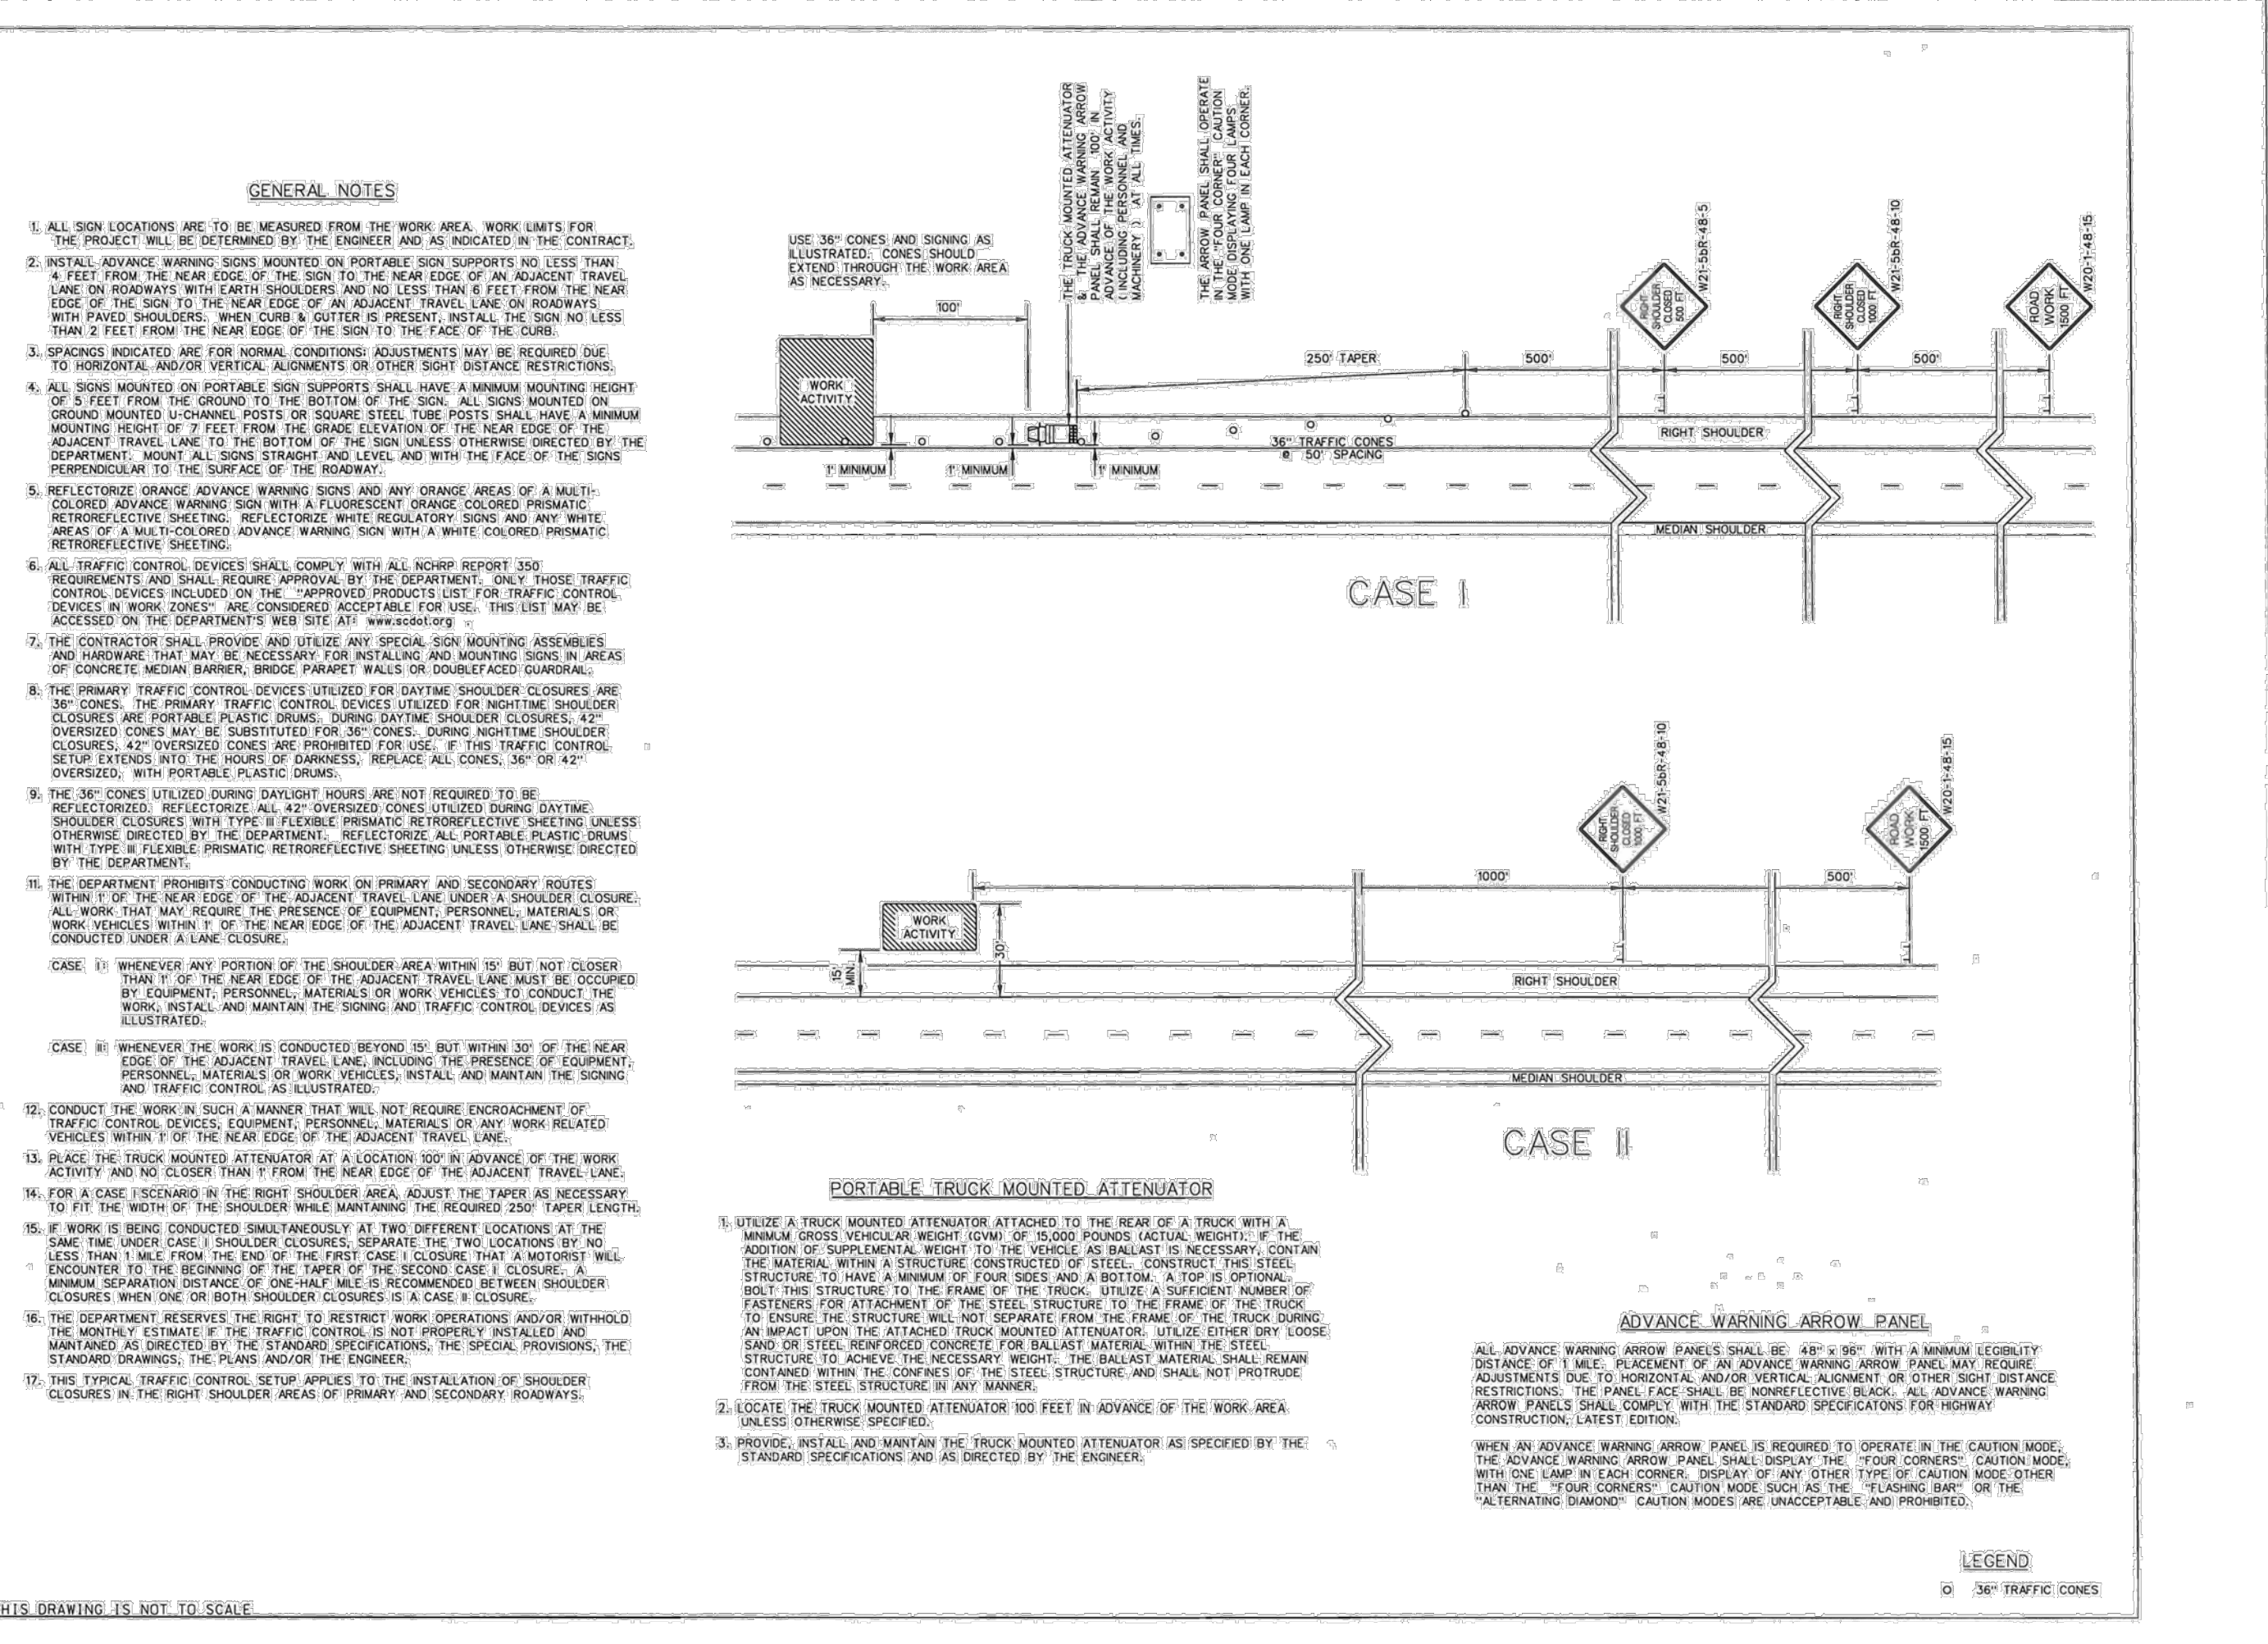 GENERAL NOTES
1. ALL SIGN LOCATIONS ARE TO BE MEASURED FROM THE WORK AREA. WORK LIMITS FOR
THE PROJECT WILL BE DETERMINED BY THE ENGINEER AND AS INDICATED IN THE CONTRACT.
2. INSTALL ADVANCE WARNING SIGNS MOUNTED ON PORTABLE SIGN SUPPORTS NO LESS THAN
4 FEET FROM THE NEAR EDGE OF THE SIGN TO THE NEAR EDGE OF AN ADJACENT TRAVEL
LANE ON ROADWAYS WITH EARTH SHOULDERS AND NO LESS THAN 6 FEET FROM THE NEAR
EDGE OF THE SIGN TO THE NEAR EDGE OF AN ADJACENT TRAVEL LANE ON ROADWAYS
WITH PAVED SHOULDERS. WHEN CURB & GUTTER IS PRESENT, INSTALL THE SIGN NO LESS
THAN 2 FEET FROM THE NEAR EDGE OF THE SIGN TO THE FACE OF THE CURB.
3. SPACINGS INDICATED ARE FOR NORMAL CONDITIONS: ADJUSTMENTS MAY BE REQUIRED DUE
TO HORIZONTAL AND/OR VERTICAL ALIGNMENTS OR OTHER SIGHT DISTANCE RESTRICTIONS.
4. ALL SIGNS MOUNTED ON PORTABLE SIGN SUPPORTS SHALL HAVE A MINIMUM MOUNTING HEIGHT
OF 5 FEET FROM THE GROUND TO THE BOTTOM OF THE SIGN. ALL SIGNS MOUNTED ON
GROUND MOUNTED U-CHANNEL POSTS OR SQUARE STEEL TUBE POSTS SHALL HAVE A MINIMUM
MOUNTING HEIGHT OF 7 FEET FROM THE GRADE ELEVATION OF THE NEAR EDGE OF THE
ADJACENT TRAVEL LANE TO THE BOTTOM OF THE SIGN UNLESS OTHERWISE DIRECTED BY THE
DEPARTMENT. MOUNT ALL SIGNS STRAIGHT AND LEVEL AND WITH THE FACE OF THE SIGNS
PERPENDICULAR TO THE SURFACE OF THE ROADWAY.
5. REFLECTORIZE ORANGE ADVANCE WARNING SIGNS AND ANY ORANGE AREAS OF A MULTI-
COLORED ADVANCE WARNING SIGN WITH A FLUORESCENT ORANGE COLORED PRISMATIC
RETROREFLECTIVE SHEETING. REFLECTORIZE WHITE REGULATORY SIGNS AND ANY WHITE
AREAS OF A MULTI-COLORED ADVANCE WARNING SIGN WITH A WHITE COLORED PRISMATIC
RETROREFLECTIVE SHEETING.
6. ALL TRAFFIC CONTROL DEVICES SHALL COMPLY WITH ALL NCHRP REPORT 350
REQUIREMENTS AND SHALL REQUIRE APPROVAL BY THE DEPARTMENT. ONLY THOSE TRAFFIC
CONTROL DEVICES INCLUDED ON THE "APPROVED PRODUCTS LIST FOR TRAFFIC CONTROL
DEVICES IN WORK ZONES" ARE CONSIDERED ACCEPTABLE FOR USE. THIS LIST MAY BE
ACCESSED ON THE DEPARTMENT'S WEB SITE AT: www.scdot.org .
7. THE CONTRACTOR SHALL PROVIDE AND UTILIZE ANY SPECIAL SIGN MOUNTING ASSEMBLIES
AND HARDWARE THAT MAY BE NECESSARY FOR INSTALLING AND MOUNTING SIGNS IN AREAS
OF CONCRETE MEDIAN BARRIER, BRIDGE PARAPET WALLS OR DOUBLEFACED GUARDRAIL.
8. THE PRIMARY TRAFFIC CONTROL DEVICES UTILIZED FOR DAYTIME SHOULDER CLOSURES ARE
36" CONES. THE PRIMARY TRAFFIC CONTROL DEVICES UTILIZED FOR NIGHTTIME SHOULDER
CLOSURES ARE PORTABLE PLASTIC DRUMS. DURING DAYTIME SHOULDER CLOSURES, 42"
OVERSIZED CONES MAY BE SUBSTITUTED FOR 36" CONES. DURING NIGHTTIME SHOULDER
CLOSURES, 42" OVERSIZED CONES ARE PROHIBITED FOR USE. IF THIS TRAFFIC CONTROL
SETUP EXTENDS INTO THE HOURS OF DARKNESS, REPLACE ALL CONES, 36" OR 42"
OVERSIZED, WITH PORTABLE PLASTIC DRUMS.
9. THE 36" CONES UTILIZED DURING DAYLIGHT HOURS ARE NOT REQUIRED TO BE
REFLECTORIZED. REFLECTORIZE ALL 42" OVERSIZED CONES UTILIZED DURING DAYTIME
SHOULDER CLOSURES WITH TYPE III FLEXIBLE PRISMATIC RETROREFLECTIVE SHEETING UNLESS
OTHERWISE DIRECTED BY THE DEPARTMENT. REFLECTORIZE ALL PORTABLE PLASTIC DRUMS
WITH TYPE III FLEXIBLE PRISMATIC RETROREFLECTIVE SHEETING UNLESS OTHERWISE DIRECTED
BY THE DEPARTMENT.
11. THE DEPARTMENT PROHIBITS CONDUCTING WORK ON PRIMARY AND SECONDARY ROUTES
WITHIN 1' OF THE NEAR EDGE OF THE ADJACENT TRAVEL LANE UNDER A SHOULDER CLOSURE.
ALL WORK THAT MAY REQUIRE THE PRESENCE OF EQUIPMENT, PERSONNEL, MATERIALS OR
WORK VEHICLES WITHIN 1' OF THE NEAR EDGE OF THE ADJACENT TRAVEL LANE SHALL BE
CONDUCTED UNDER A LANE CLOSURE.
CASE I: WHENEVER ANY PORTION OF THE SHOULDER AREA WITHIN 15' BUT NOT CLOSER
THAN 1' OF THE NEAR EDGE OF THE ADJACENT TRAVEL LANE MUST BE OCCUPIED
BY EQUIPMENT, PERSONNEL, MATERIALS OR WORK VEHICLES TO CONDUCT THE
WORK, INSTALL AND MAINTAIN THE SIGNING AND TRAFFIC CONTROL DEVICES AS
ILLUSTRATED.
CASE II: WHENEVER THE WORK IS CONDUCTED BEYOND 15' BUT WITHIN 30' OF THE NEAR
EDGE OF THE ADJACENT TRAVEL LANE, INCLUDING THE PRESENCE OF EQUIPMENT,
PERSONNEL, MATERIALS OR WORK VEHICLES, INSTALL AND MAINTAIN THE SIGNING
AND TRAFFIC CONTROL AS ILLUSTRATED.
12. CONDUCT THE WORK IN SUCH A MANNER THAT WILL NOT REQUIRE ENCROACHMENT OF
TRAFFIC CONTROL DEVICES, EQUIPMENT, PERSONNEL, MATERIALS OR ANY WORK RELATED
VEHICLES WITHIN 1' OF THE NEAR EDGE OF THE ADJACENT TRAVEL LANE.
13. PLACE THE TRUCK MOUNTED ATTENUATOR AT A LOCATION 100' IN ADVANCE OF THE WORK
ACTIVITY AND NO CLOSER THAN 1' FROM THE NEAR EDGE OF THE ADJACENT TRAVEL LANE.
14. FOR A CASE I SCENARIO IN THE RIGHT SHOULDER AREA, ADJUST THE TAPER AS NECESSARY
TO FIT THE WIDTH OF THE SHOULDER WHILE MAINTAINING THE REQUIRED 250' TAPER LENGTH.
15. IF WORK IS BEING CONDUCTED SIMULTANEOUSLY AT TWO DIFFERENT LOCATIONS AT THE
SAME TIME UNDER CASE I SHOULDER CLOSURES, SEPARATE THE TWO LOCATIONS BY NO
LESS THAN 1 MILE FROM THE END OF THE FIRST CASE I CLOSURE THAT A MOTORIST WILL
ENCOUNTER TO THE BEGINNING OF THE TAPER OF THE SECOND CASE I CLOSURE. A
MINIMUM SEPARATION DISTANCE OF ONE-HALF MILE IS RECOMMENDED BETWEEN SHOULDER
CLOSURES WHEN ONE OR BOTH SHOULDER CLOSURES IS A CASE II CLOSURE.
16. THE DEPARTMENT RESERVES THE RIGHT TO RESTRICT WORK OPERATIONS AND/OR WITHHOLD
THE MONTHLY ESTIMATE IF THE TRAFFIC CONTROL IS NOT PROPERLY INSTALLED AND
MAINTAINED AS DIRECTED BY THE STANDARD SPECIFICATIONS, THE SPECIAL PROVISIONS, THE
STANDARD DRAWINGS, THE PLANS AND/OR THE ENGINEER.
17. THIS TYPICAL TRAFFIC CONTROL SETUP APPLIES TO THE INSTALLATION OF SHOULDER
CLOSURES IN THE RIGHT SHOULDER AREAS OF PRIMARY AND SECONDARY ROADWAYS.
HIS DRAWING IS NOT TO SCALE
USE 36" CONES AND SIGNING AS
ILLUSTRATED. CONES SHOULD
EXTEND THROUGH THE WORK AREA
AS NECESSARY.
THE TRUCK MOUNTED ATTENUATOR
& THE ADVANCE WARNING ARROW
PANEL SHALL REMAIN 100' IN
ADVANCE OF THE WORK ACTIVITY
( INCLUDING PERSONNEL AND
MACHINERY ) AT ALL TIMES.
THE ARROW PANEL SHALL OPERATE
IN THE "FOUR CORNER" CAUTION
MODE DISPLAYING FOUR LAMPS
WITH ONE LAMP IN EACH CORNER.
100'
WORK
ACTIVITY
250' TAPER
500'
500'
500'
RIGHT
SHOULDER
CLOSED
500 FT
W21-5bR-48-5
RIGHT
SHOULDER
CLOSED
1000 FT
W21-5bR-48-10
ROAD
WORK
1500 FT
W20-1-48-15
RIGHT SHOULDER
36" TRAFFIC CONES
@ 50' SPACING
1' MINIMUM
1' MINIMUM
1' MINIMUM
MEDIAN SHOULDER
CASE I
RIGHT
SHOULDER
CLOSED
1000 FT
W21-5bR-48-10
ROAD
WORK
1500 FT
W20-1-48-15
1000'
500'
WORK
ACTIVITY
15'
MIN.
30'
RIGHT SHOULDER
MEDIAN SHOULDER
CASE II
PORTABLE TRUCK MOUNTED ATTENUATOR
1. UTILIZE A TRUCK MOUNTED ATTENUATOR ATTACHED TO THE REAR OF A TRUCK WITH A
MINIMUM GROSS VEHICULAR WEIGHT (GVM) OF 15,000 POUNDS (ACTUAL WEIGHT). IF THE
ADDITION OF SUPPLEMENTAL WEIGHT TO THE VEHICLE AS BALLAST IS NECESSARY, CONTAIN
THE MATERIAL WITHIN A STRUCTURE CONSTRUCTED OF STEEL. CONSTRUCT THIS STEEL
STRUCTURE TO HAVE A MINIMUM OF FOUR SIDES AND A BOTTOM. A TOP IS OPTIONAL.
BOLT THIS STRUCTURE TO THE FRAME OF THE TRUCK. UTILIZE A SUFFICIENT NUMBER OF
FASTENERS FOR ATTACHMENT OF THE STEEL STRUCTURE TO THE FRAME OF THE TRUCK
TO ENSURE THE STRUCTURE WILL NOT SEPARATE FROM THE FRAME OF THE TRUCK DURING
AN IMPACT UPON THE ATTACHED TRUCK MOUNTED ATTENUATOR. UTILIZE EITHER DRY LOOSE
SAND OR STEEL REINFORCED CONCRETE FOR BALLAST MATERIAL WITHIN THE STEEL
STRUCTURE TO ACHIEVE THE NECESSARY WEIGHT. THE BALLAST MATERIAL SHALL REMAIN
CONTAINED WITHIN THE CONFINES OF THE STEEL STRUCTURE AND SHALL NOT PROTRUDE
FROM THE STEEL STRUCTURE IN ANY MANNER.
2. LOCATE THE TRUCK MOUNTED ATTENUATOR 100 FEET IN ADVANCE OF THE WORK AREA
UNLESS OTHERWISE SPECIFIED.
3. PROVIDE, INSTALL AND MAINTAIN THE TRUCK MOUNTED ATTENUATOR AS SPECIFIED BY THE
STANDARD SPECIFICATIONS AND AS DIRECTED BY THE ENGINEER.
ADVANCE WARNING ARROW PANEL
ALL ADVANCE WARNING ARROW PANELS SHALL BE 48" x 96" WITH A MINIMUM LEGIBILITY
DISTANCE OF 1 MILE. PLACEMENT OF AN ADVANCE WARNING ARROW PANEL MAY REQUIRE
ADJUSTMENTS DUE TO HORIZONTAL AND/OR VERTICAL ALIGNMENT OR OTHER SIGHT DISTANCE
RESTRICTIONS. THE PANEL FACE SHALL BE NONREFLECTIVE BLACK. ALL ADVANCE WARNING
ARROW PANELS SHALL COMPLY WITH THE STANDARD SPECIFICATONS FOR HIGHWAY
CONSTRUCTION, LATEST EDITION.
WHEN AN ADVANCE WARNING ARROW PANEL IS REQUIRED TO OPERATE IN THE CAUTION MODE,
THE ADVANCE WARNING ARROW PANEL SHALL DISPLAY THE "FOUR CORNERS" CAUTION MODE,
WITH ONE LAMP IN EACH CORNER. DISPLAY OF ANY OTHER TYPE OF CAUTION MODE OTHER
THAN THE "FOUR CORNERS" CAUTION MODE SUCH AS THE "FLASHING BAR" OR THE
"ALTERNATING DIAMOND" CAUTION MODES ARE UNACCEPTABLE AND PROHIBITED.
LEGEND
36" TRAFFIC CONES